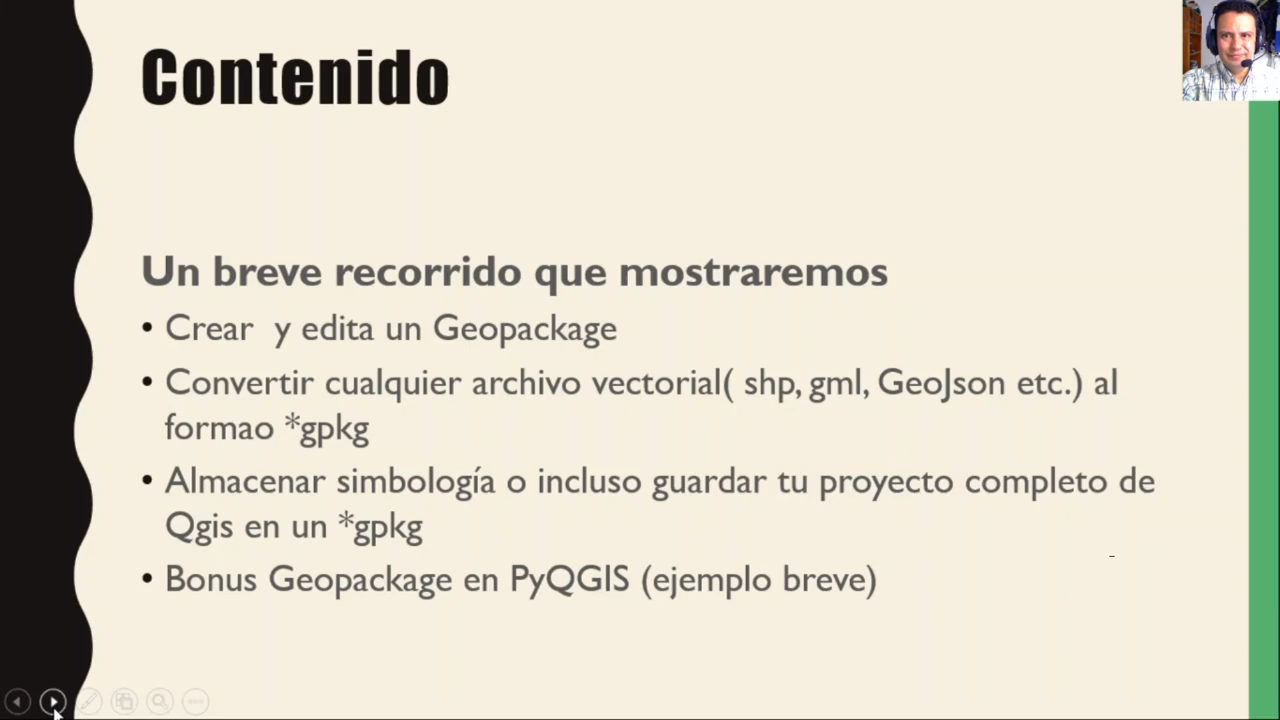 Contenido
Un breve recorrido que mostraremos
• Crear  y edita un Geopackage
• Convertir cualquier archivo vectorial( shp, gml, GeoJson etc.) al
formao *gpkg
• Almacenar simbología o incluso guardar tu proyecto completo de
Qgis en un *gpkg
• Bonus Geopackage en PyQGIS (ejemplo breve)